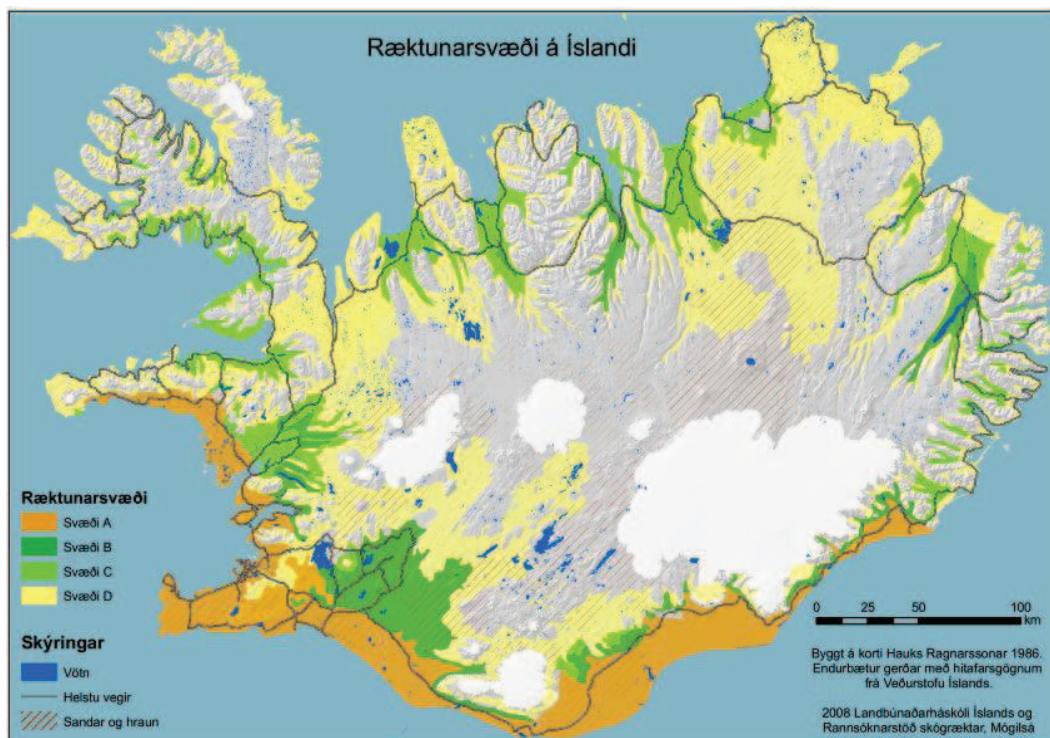 Ræktunarsvæði á Íslandi
Ræktunarsvæði
Svæði A
Svæði B
Svæði C
Svæði D
Skýringar
Vötn
Helstu vegir
Sandar og hraun
0 25 50 100
km
Byggt á korti Hauks Ragnarssonar 1986.
Endurbætur gerðar með hitafarsgögnum
frá Veðurstofu Íslands.
2008 Landbúnaðarháskóli Íslands og
Rannsóknarstöð skógræktar, Mógilsá